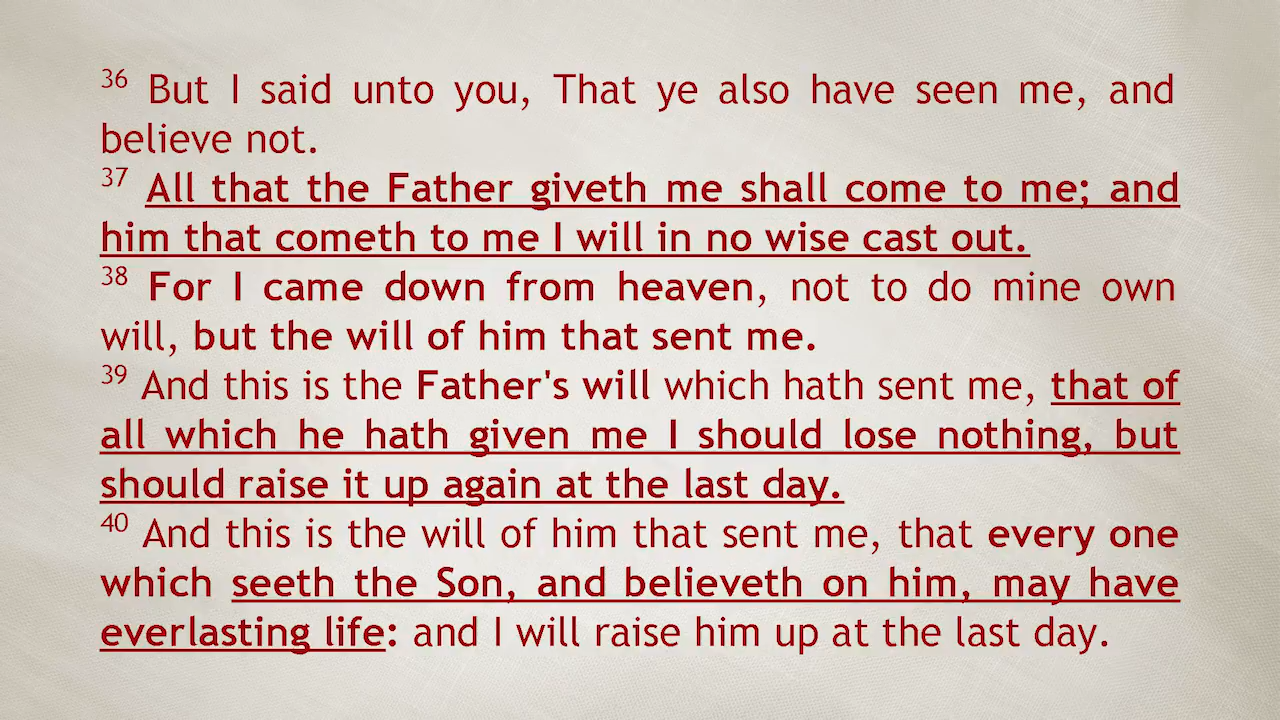 36 But I said unto you, That ye also have seen me, and
believe not.
37 All that the Father giveth me shall come to me; and
him that cometh to me I will in no wise cast out.
38 For I came down from heaven, not to do mine own
will, but the will of him that sent me.
39 And this is the Father's will which hath sent me, that of
all which he hath given me I should lose nothing, but
should raise it up again at the last day.
40 And this is the will of him that sent me, that every one
which seeth the Son, and believeth on him, may have
everlasting life: and I will raise him up at the last day.